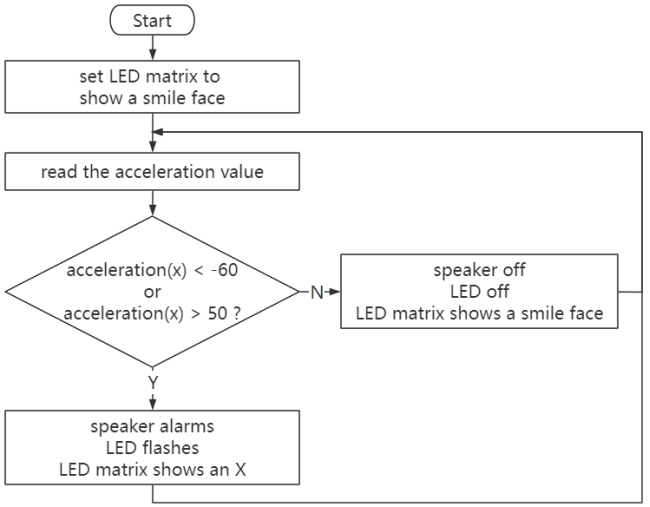 Start
set LED matrix to
show a smile face
read the acceleration value
acceleration(x) < -60
or
acceleration(x) > 50 ?
N
speaker off
LED off
LED matrix shows a smile face
Y
speaker alarms
LED flashes
LED matrix shows an X